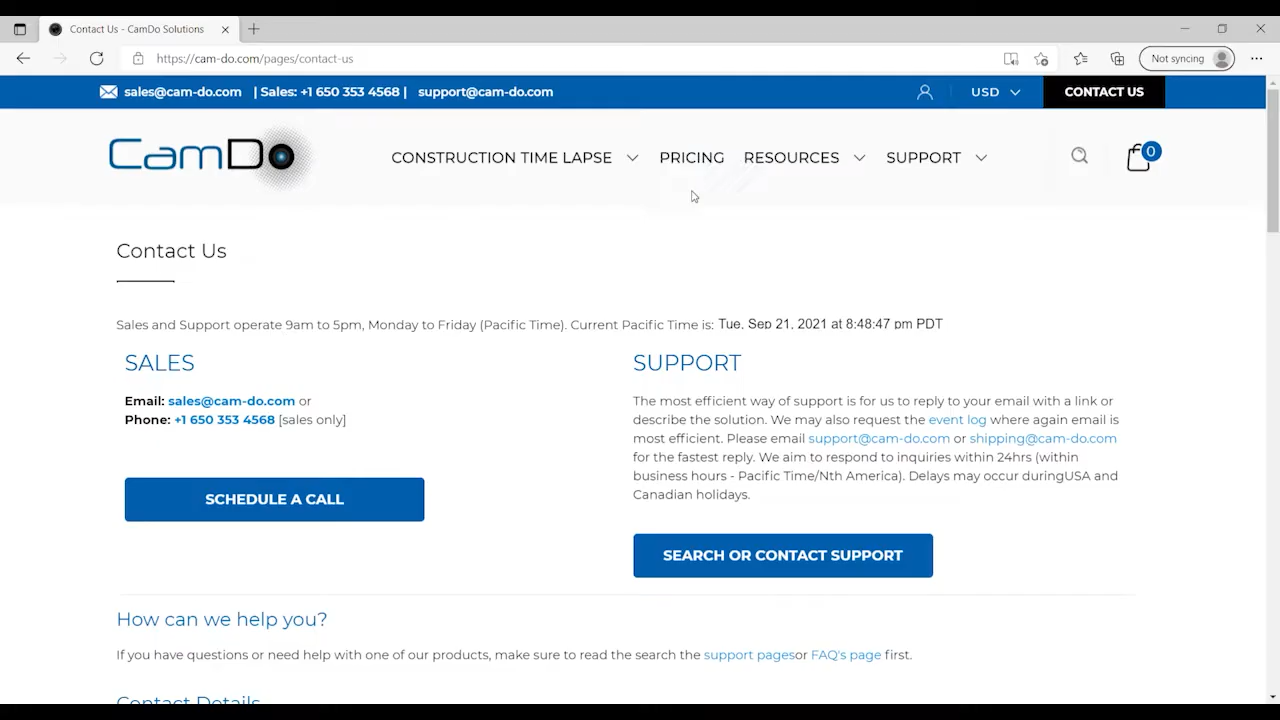 Contact Us - CamDo Solutions
https://cam-do.com/pages/contact-us
Not syncing
sales@cam-do.com | Sales: +1 650 353 4568 | support@cam-do.com
USD
CONTACT US
CamDo
CONSTRUCTION TIME LAPSE
PRICING
RESOURCES
SUPPORT
0
Contact Us
Sales and Support operate 9am to 5pm, Monday to Friday (Pacific Time). Current Pacific Time is: Tue, Sep 21, 2021 at 8:48:47 pm PDT
SALES
Email: sales@cam-do.com or
Phone: +1 650 353 4568 [sales only]
SCHEDULE A CALL
SUPPORT
The most efficient way of support is for us to reply to your email with a link or
describe the solution. We may also request the event log where again email is
most efficient. Please email support@cam-do.com or shipping@cam-do.com
for the fastest reply. We aim to respond to inquiries within 24hrs (within
business hours - Pacific Time/Nth America). Delays may occur duringUSA and
Canadian holidays.
SEARCH OR CONTACT SUPPORT
How can we help you?
If you have questions or need help with one of our products, make sure to read the search the support pagesor FAQ's page first.
Contact Details